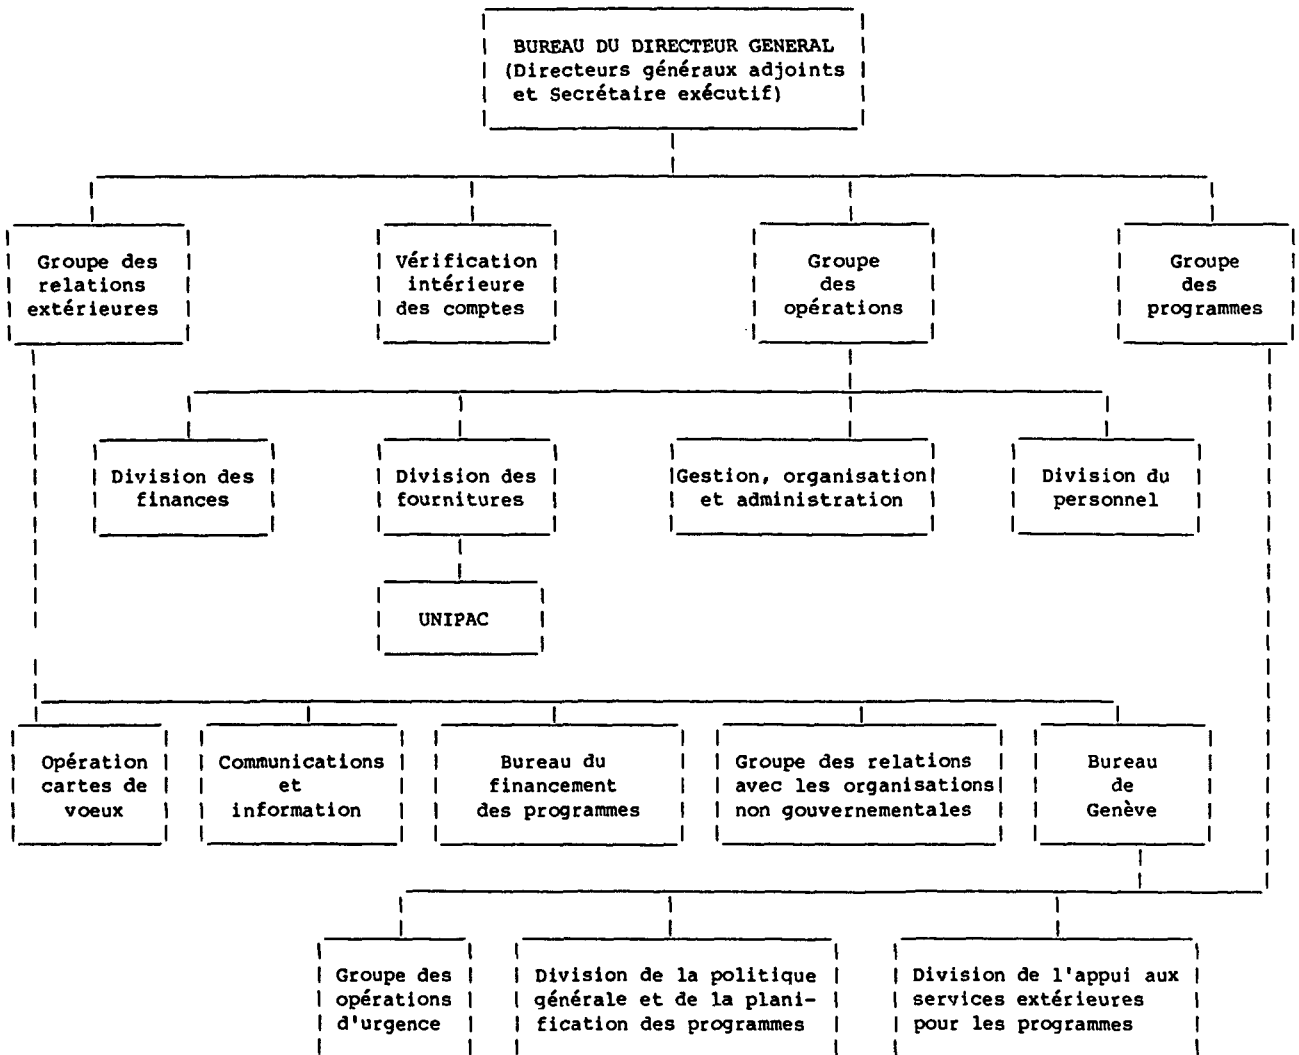 BUREAU DU DIRECTEUR GENERAL
(Directeurs généraux adjoints
et Secrétaire exécutif)
Groupe des
relations
extérieures
Vérification
intérieure
des comptes
Groupe
des
opérations
Groupe
des
programmes
Division des
finances
Division des
fournitures
Gestion, organisation
et administration
Division du
personnel
UNIPAC
Opération
cartes de
voeux
Communications
et
information
Bureau du
financement
des programmes
Groupe des relations
avec les organisations
non gouvernementales
Bureau
de
Genève
Groupe des
opérations
d'urgence
Division de la politique
générale et de la plani-
fication des programmes
Division de l'appui aux
services extérieures
pour les programmes